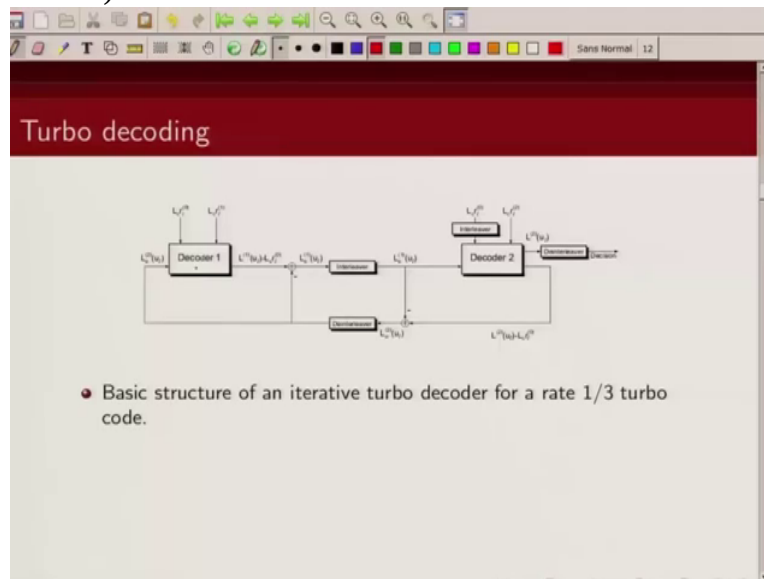 Sans Normal 12
Turbo decoding
Decoder 1
Interleaver
Interleaver
Decoder 2
Deinterleaver
Decision
Deinterleaver
Basic structure of an iterative turbo decoder for a rate 1/3 turbo
code.